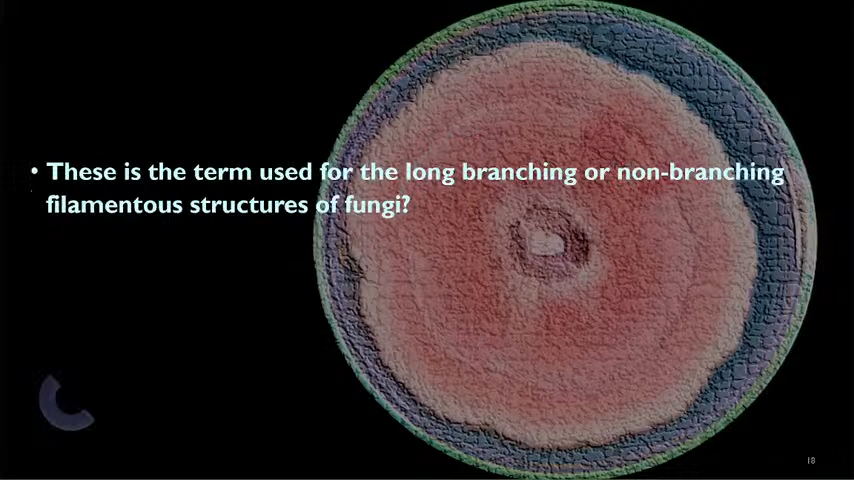 • These is the term used for the long branching or non-branching
filamentous structures of fungi?
18